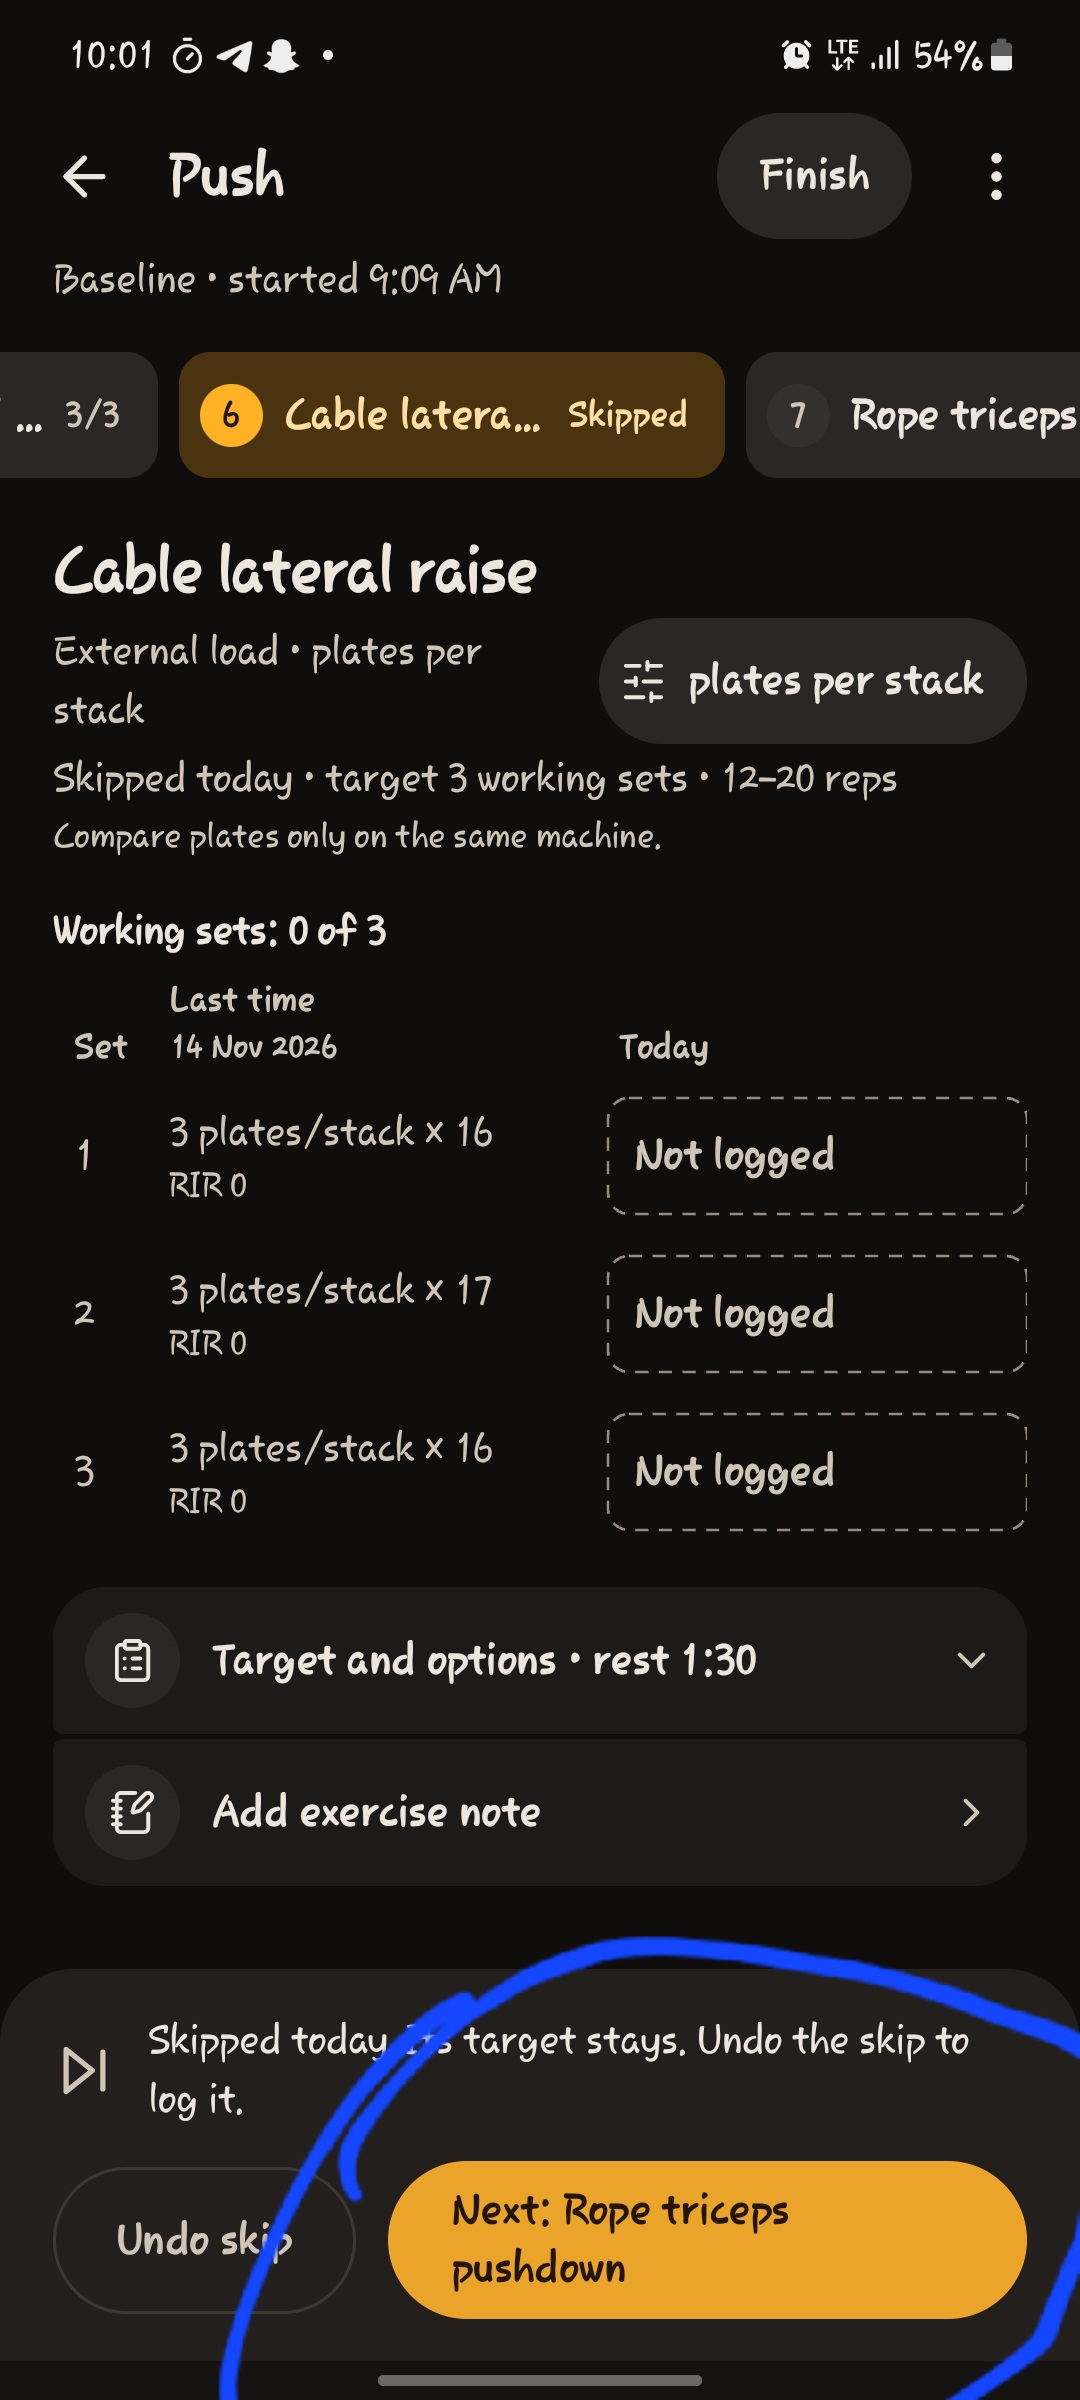 10:01 LTE 54%
Push Finish
Baseline • started 9:09 AM
... 3/3 6 Cable latera... Skipped 7 Rope triceps
Cable lateral raise
External load • plates per
stack
plates per stack
Skipped today • target 3 working sets • 12–20 reps
Compare plates only on the same machine.
Working sets: 0 of 3
Last time
Set 14 Nov 2026 Today
3 plates/stack × 16
1 Not logged
RIR 0
3 plates/stack × 17
2 Not logged
RIR 0
3 plates/stack × 16
3 Not logged
RIR 0
Target and options • rest 1:30
Add exercise note
Skipped today. Its target stays. Undo the skip to
log it.
Undo skip
Next: Rope triceps
pushdown